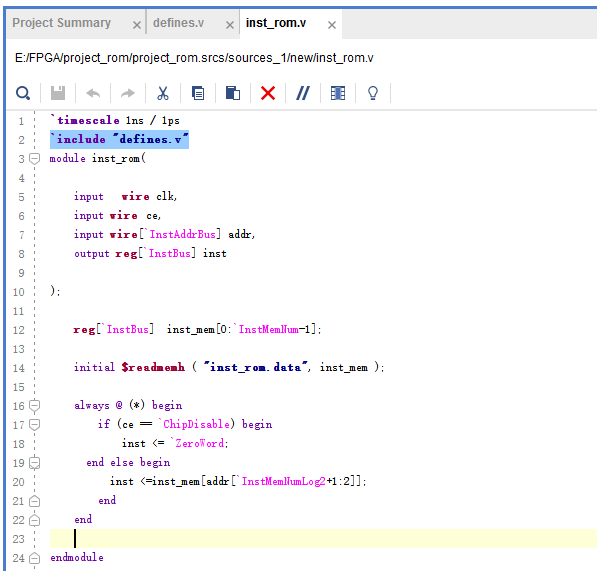 Project Summary × defines.v × inst_rom.v ×
E:/FPGA/project_rom/project_rom.srcs/sources_1/new/inst_rom.v
1 `timescale 1ns / 1ps
2 `include "defines.v"
3 module inst_rom(
4
5 input wire clk,
6 input wire ce,
7 input wire[`InstAddrBus] addr,
8 output reg[`InstBus] inst
9
10 );
11
12 reg[`InstBus] inst_mem[0:`InstMemNum-1];
13
14 initial $readmemh ( "inst_rom.data", inst_mem );
15
16 always @ (*) begin
17 if (ce == `ChipDisable) begin
18 inst <= `ZeroWord;
19 end else begin
20 inst <=inst_mem[addr[`InstMemNumLog2+1:2]];
21 end
22 end
23
24 endmodule